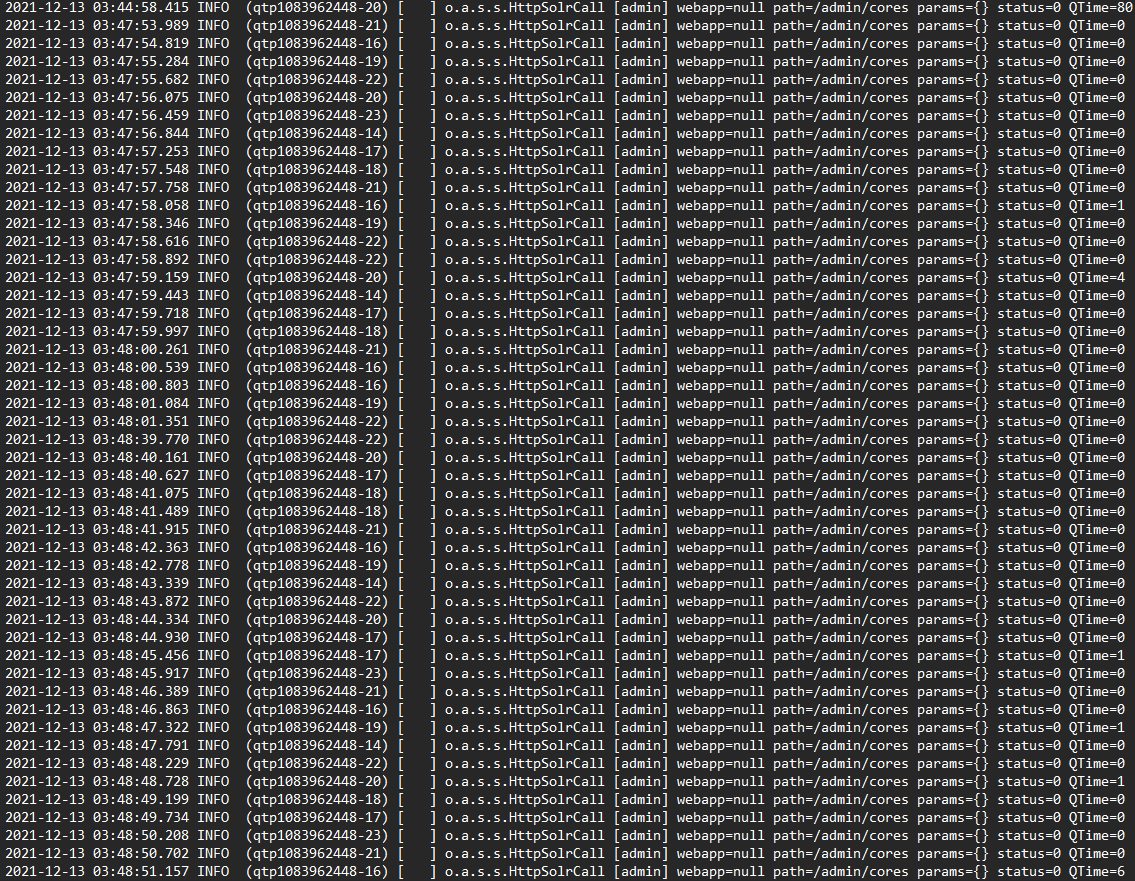 2021-12-13 03:44:58.415 INFO  (qtp1083962448-20) [   ] o.a.s.s.HttpSolrCall [admin] webapp=null path=/admin/cores params={} status=0 QTime=80
2021-12-13 03:47:53.989 INFO  (qtp1083962448-21) [   ] o.a.s.s.HttpSolrCall [admin] webapp=null path=/admin/cores params={} status=0 QTime=0
2021-12-13 03:47:54.819 INFO  (qtp1083962448-16) [   ] o.a.s.s.HttpSolrCall [admin] webapp=null path=/admin/cores params={} status=0 QTime=0
2021-12-13 03:47:55.284 INFO  (qtp1083962448-19) [   ] o.a.s.s.HttpSolrCall [admin] webapp=null path=/admin/cores params={} status=0 QTime=0
2021-12-13 03:47:55.682 INFO  (qtp1083962448-22) [   ] o.a.s.s.HttpSolrCall [admin] webapp=null path=/admin/cores params={} status=0 QTime=0
2021-12-13 03:47:56.075 INFO  (qtp1083962448-20) [   ] o.a.s.s.HttpSolrCall [admin] webapp=null path=/admin/cores params={} status=0 QTime=0
2021-12-13 03:47:56.459 INFO  (qtp1083962448-23) [   ] o.a.s.s.HttpSolrCall [admin] webapp=null path=/admin/cores params={} status=0 QTime=0
2021-12-13 03:47:56.844 INFO  (qtp1083962448-14) [   ] o.a.s.s.HttpSolrCall [admin] webapp=null path=/admin/cores params={} status=0 QTime=0
2021-12-13 03:47:57.253 INFO  (qtp1083962448-17) [   ] o.a.s.s.HttpSolrCall [admin] webapp=null path=/admin/cores params={} status=0 QTime=0
2021-12-13 03:47:57.548 INFO  (qtp1083962448-18) [   ] o.a.s.s.HttpSolrCall [admin] webapp=null path=/admin/cores params={} status=0 QTime=0
2021-12-13 03:47:57.758 INFO  (qtp1083962448-21) [   ] o.a.s.s.HttpSolrCall [admin] webapp=null path=/admin/cores params={} status=0 QTime=0
2021-12-13 03:47:58.058 INFO  (qtp1083962448-16) [   ] o.a.s.s.HttpSolrCall [admin] webapp=null path=/admin/cores params={} status=0 QTime=1
2021-12-13 03:47:58.346 INFO  (qtp1083962448-19) [   ] o.a.s.s.HttpSolrCall [admin] webapp=null path=/admin/cores params={} status=0 QTime=0
2021-12-13 03:47:58.616 INFO  (qtp1083962448-22) [   ] o.a.s.s.HttpSolrCall [admin] webapp=null path=/admin/cores params={} status=0 QTime=0
2021-12-13 03:47:58.892 INFO  (qtp1083962448-22) [   ] o.a.s.s.HttpSolrCall [admin] webapp=null path=/admin/cores params={} status=0 QTime=0
2021-12-13 03:47:59.159 INFO  (qtp1083962448-20) [   ] o.a.s.s.HttpSolrCall [admin] webapp=null path=/admin/cores params={} status=0 QTime=4
2021-12-13 03:47:59.443 INFO  (qtp1083962448-14) [   ] o.a.s.s.HttpSolrCall [admin] webapp=null path=/admin/cores params={} status=0 QTime=0
2021-12-13 03:47:59.718 INFO  (qtp1083962448-17) [   ] o.a.s.s.HttpSolrCall [admin] webapp=null path=/admin/cores params={} status=0 QTime=0
2021-12-13 03:47:59.997 INFO  (qtp1083962448-18) [   ] o.a.s.s.HttpSolrCall [admin] webapp=null path=/admin/cores params={} status=0 QTime=0
2021-12-13 03:48:00.261 INFO  (qtp1083962448-21) [   ] o.a.s.s.HttpSolrCall [admin] webapp=null path=/admin/cores params={} status=0 QTime=0
2021-12-13 03:48:00.539 INFO  (qtp1083962448-16) [   ] o.a.s.s.HttpSolrCall [admin] webapp=null path=/admin/cores params={} status=0 QTime=0
2021-12-13 03:48:00.803 INFO  (qtp1083962448-16) [   ] o.a.s.s.HttpSolrCall [admin] webapp=null path=/admin/cores params={} status=0 QTime=0
2021-12-13 03:48:01.084 INFO  (qtp1083962448-19) [   ] o.a.s.s.HttpSolrCall [admin] webapp=null path=/admin/cores params={} status=0 QTime=0
2021-12-13 03:48:01.351 INFO  (qtp1083962448-22) [   ] o.a.s.s.HttpSolrCall [admin] webapp=null path=/admin/cores params={} status=0 QTime=0
2021-12-13 03:48:39.770 INFO  (qtp1083962448-22) [   ] o.a.s.s.HttpSolrCall [admin] webapp=null path=/admin/cores params={} status=0 QTime=0
2021-12-13 03:48:40.161 INFO  (qtp1083962448-20) [   ] o.a.s.s.HttpSolrCall [admin] webapp=null path=/admin/cores params={} status=0 QTime=0
2021-12-13 03:48:40.627 INFO  (qtp1083962448-17) [   ] o.a.s.s.HttpSolrCall [admin] webapp=null path=/admin/cores params={} status=0 QTime=0
2021-12-13 03:48:41.075 INFO  (qtp1083962448-18) [   ] o.a.s.s.HttpSolrCall [admin] webapp=null path=/admin/cores params={} status=0 QTime=0
2021-12-13 03:48:41.489 INFO  (qtp1083962448-18) [   ] o.a.s.s.HttpSolrCall [admin] webapp=null path=/admin/cores params={} status=0 QTime=0
2021-12-13 03:48:41.915 INFO  (qtp1083962448-21) [   ] o.a.s.s.HttpSolrCall [admin] webapp=null path=/admin/cores params={} status=0 QTime=0
2021-12-13 03:48:42.363 INFO  (qtp1083962448-16) [   ] o.a.s.s.HttpSolrCall [admin] webapp=null path=/admin/cores params={} status=0 QTime=0
2021-12-13 03:48:42.778 INFO  (qtp1083962448-19) [   ] o.a.s.s.HttpSolrCall [admin] webapp=null path=/admin/cores params={} status=0 QTime=0
2021-12-13 03:48:43.339 INFO  (qtp1083962448-14) [   ] o.a.s.s.HttpSolrCall [admin] webapp=null path=/admin/cores params={} status=0 QTime=0
2021-12-13 03:48:43.872 INFO  (qtp1083962448-22) [   ] o.a.s.s.HttpSolrCall [admin] webapp=null path=/admin/cores params={} status=0 QTime=0
2021-12-13 03:48:44.334 INFO  (qtp1083962448-20) [   ] o.a.s.s.HttpSolrCall [admin] webapp=null path=/admin/cores params={} status=0 QTime=0
2021-12-13 03:48:44.930 INFO  (qtp1083962448-17) [   ] o.a.s.s.HttpSolrCall [admin] webapp=null path=/admin/cores params={} status=0 QTime=0
2021-12-13 03:48:45.456 INFO  (qtp1083962448-17) [   ] o.a.s.s.HttpSolrCall [admin] webapp=null path=/admin/cores params={} status=0 QTime=1
2021-12-13 03:48:45.917 INFO  (qtp1083962448-23) [   ] o.a.s.s.HttpSolrCall [admin] webapp=null path=/admin/cores params={} status=0 QTime=0
2021-12-13 03:48:46.389 INFO  (qtp1083962448-21) [   ] o.a.s.s.HttpSolrCall [admin] webapp=null path=/admin/cores params={} status=0 QTime=0
2021-12-13 03:48:46.863 INFO  (qtp1083962448-16) [   ] o.a.s.s.HttpSolrCall [admin] webapp=null path=/admin/cores params={} status=0 QTime=0
2021-12-13 03:48:47.322 INFO  (qtp1083962448-19) [   ] o.a.s.s.HttpSolrCall [admin] webapp=null path=/admin/cores params={} status=0 QTime=1
2021-12-13 03:48:47.791 INFO  (qtp1083962448-14) [   ] o.a.s.s.HttpSolrCall [admin] webapp=null path=/admin/cores params={} status=0 QTime=0
2021-12-13 03:48:48.229 INFO  (qtp1083962448-22) [   ] o.a.s.s.HttpSolrCall [admin] webapp=null path=/admin/cores params={} status=0 QTime=0
2021-12-13 03:48:48.728 INFO  (qtp1083962448-20) [   ] o.a.s.s.HttpSolrCall [admin] webapp=null path=/admin/cores params={} status=0 QTime=1
2021-12-13 03:48:49.199 INFO  (qtp1083962448-18) [   ] o.a.s.s.HttpSolrCall [admin] webapp=null path=/admin/cores params={} status=0 QTime=0
2021-12-13 03:48:49.734 INFO  (qtp1083962448-17) [   ] o.a.s.s.HttpSolrCall [admin] webapp=null path=/admin/cores params={} status=0 QTime=0
2021-12-13 03:48:50.208 INFO  (qtp1083962448-23) [   ] o.a.s.s.HttpSolrCall [admin] webapp=null path=/admin/cores params={} status=0 QTime=0
2021-12-13 03:48:50.702 INFO  (qtp1083962448-21) [   ] o.a.s.s.HttpSolrCall [admin] webapp=null path=/admin/cores params={} status=0 QTime=0
2021-12-13 03:48:51.157 INFO  (qtp1083962448-16) [   ] o.a.s.s.HttpSolrCall [admin] webapp=null path=/admin/cores params={} status=0 QTime=6